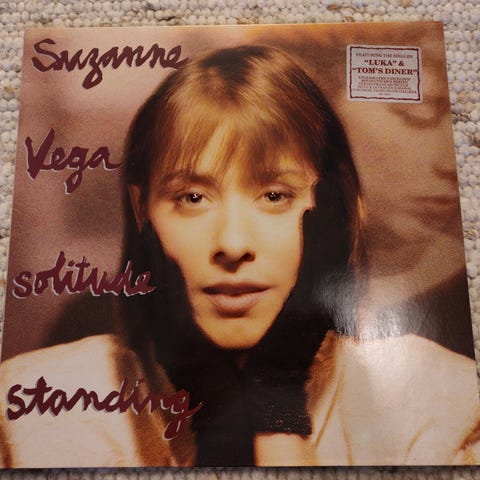 Suzanne
Vega
solitude
standing
FEATURING THE SINGLES
"LUKA" &
"TOM'S DINER"